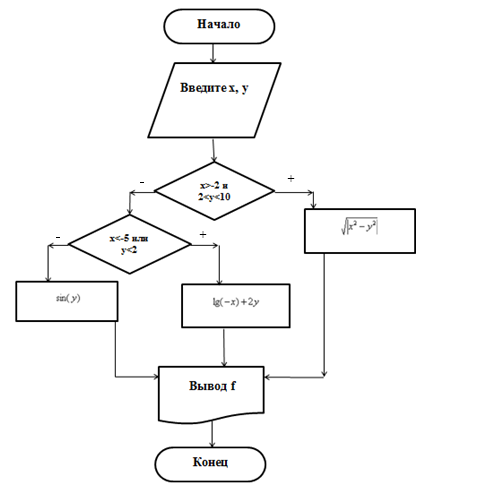 Начало
Введите x, y
x>-2 и
2<y<10
-
+
√|x² − y²|
x<-5 или
y<2
-
+
sin( y)
lg(−x)+2y
Вывод f
Конец